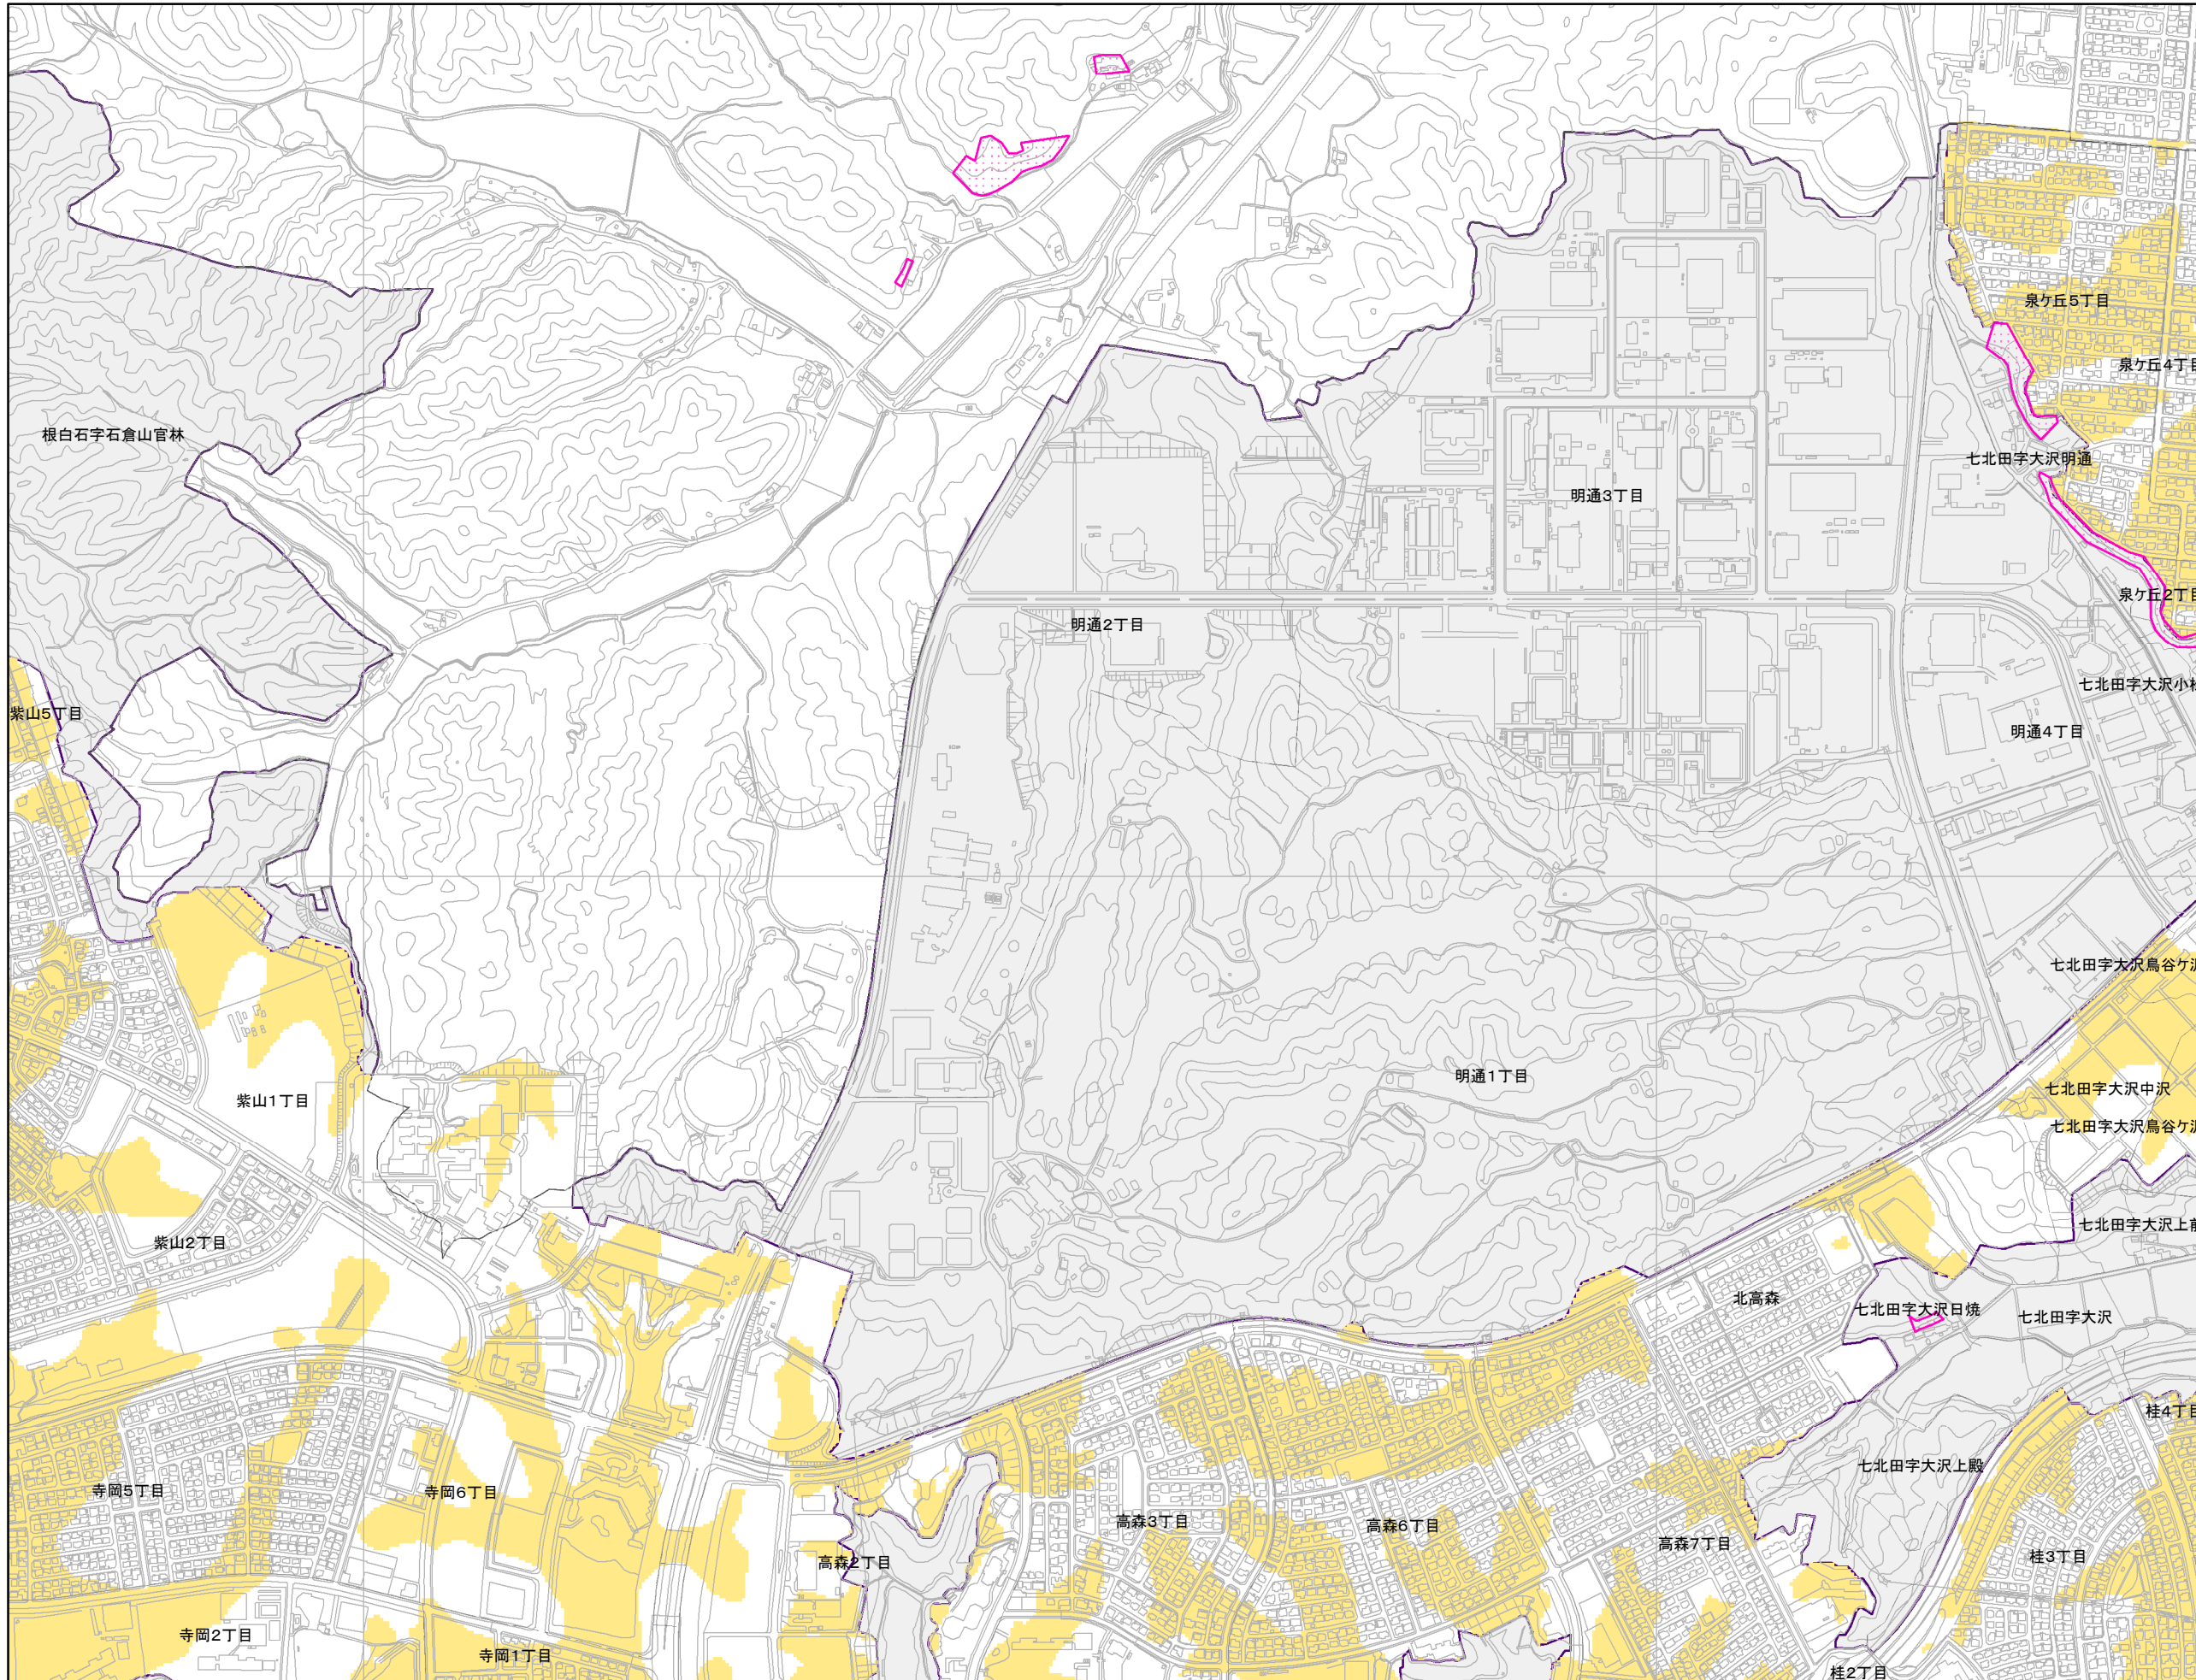 泉ケ丘5丁目
泉ケ丘4丁目
根白石字石倉山官林
七北田字大沢明通
明通3丁目
泉ケ丘2丁目
明通2丁目
七北田字大沢小
紫山5丁目
明通4丁目
七北田字大沢鳥谷ケ沢
明通1丁目
七北田字大沢中沢
紫山1丁目
七北田字大沢鳥谷ケ沢
七北田字大沢上前
紫山2丁目
北高森
七北田字大沢日焼
七北田字大沢
桂4丁目
七北田字大沢上殿
寺岡5丁目
寺岡6丁目
高森3丁目
高森6丁目
高森7丁目
桂3丁目
高森2丁目
寺岡2丁目
寺岡1丁目
桂2丁目